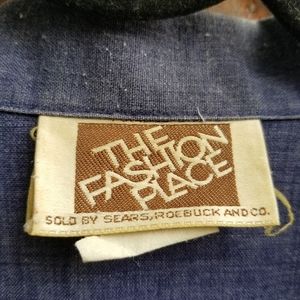 THE
FASHION
PLACE
SOLD BY SEARS, ROEBUCK AND CO.